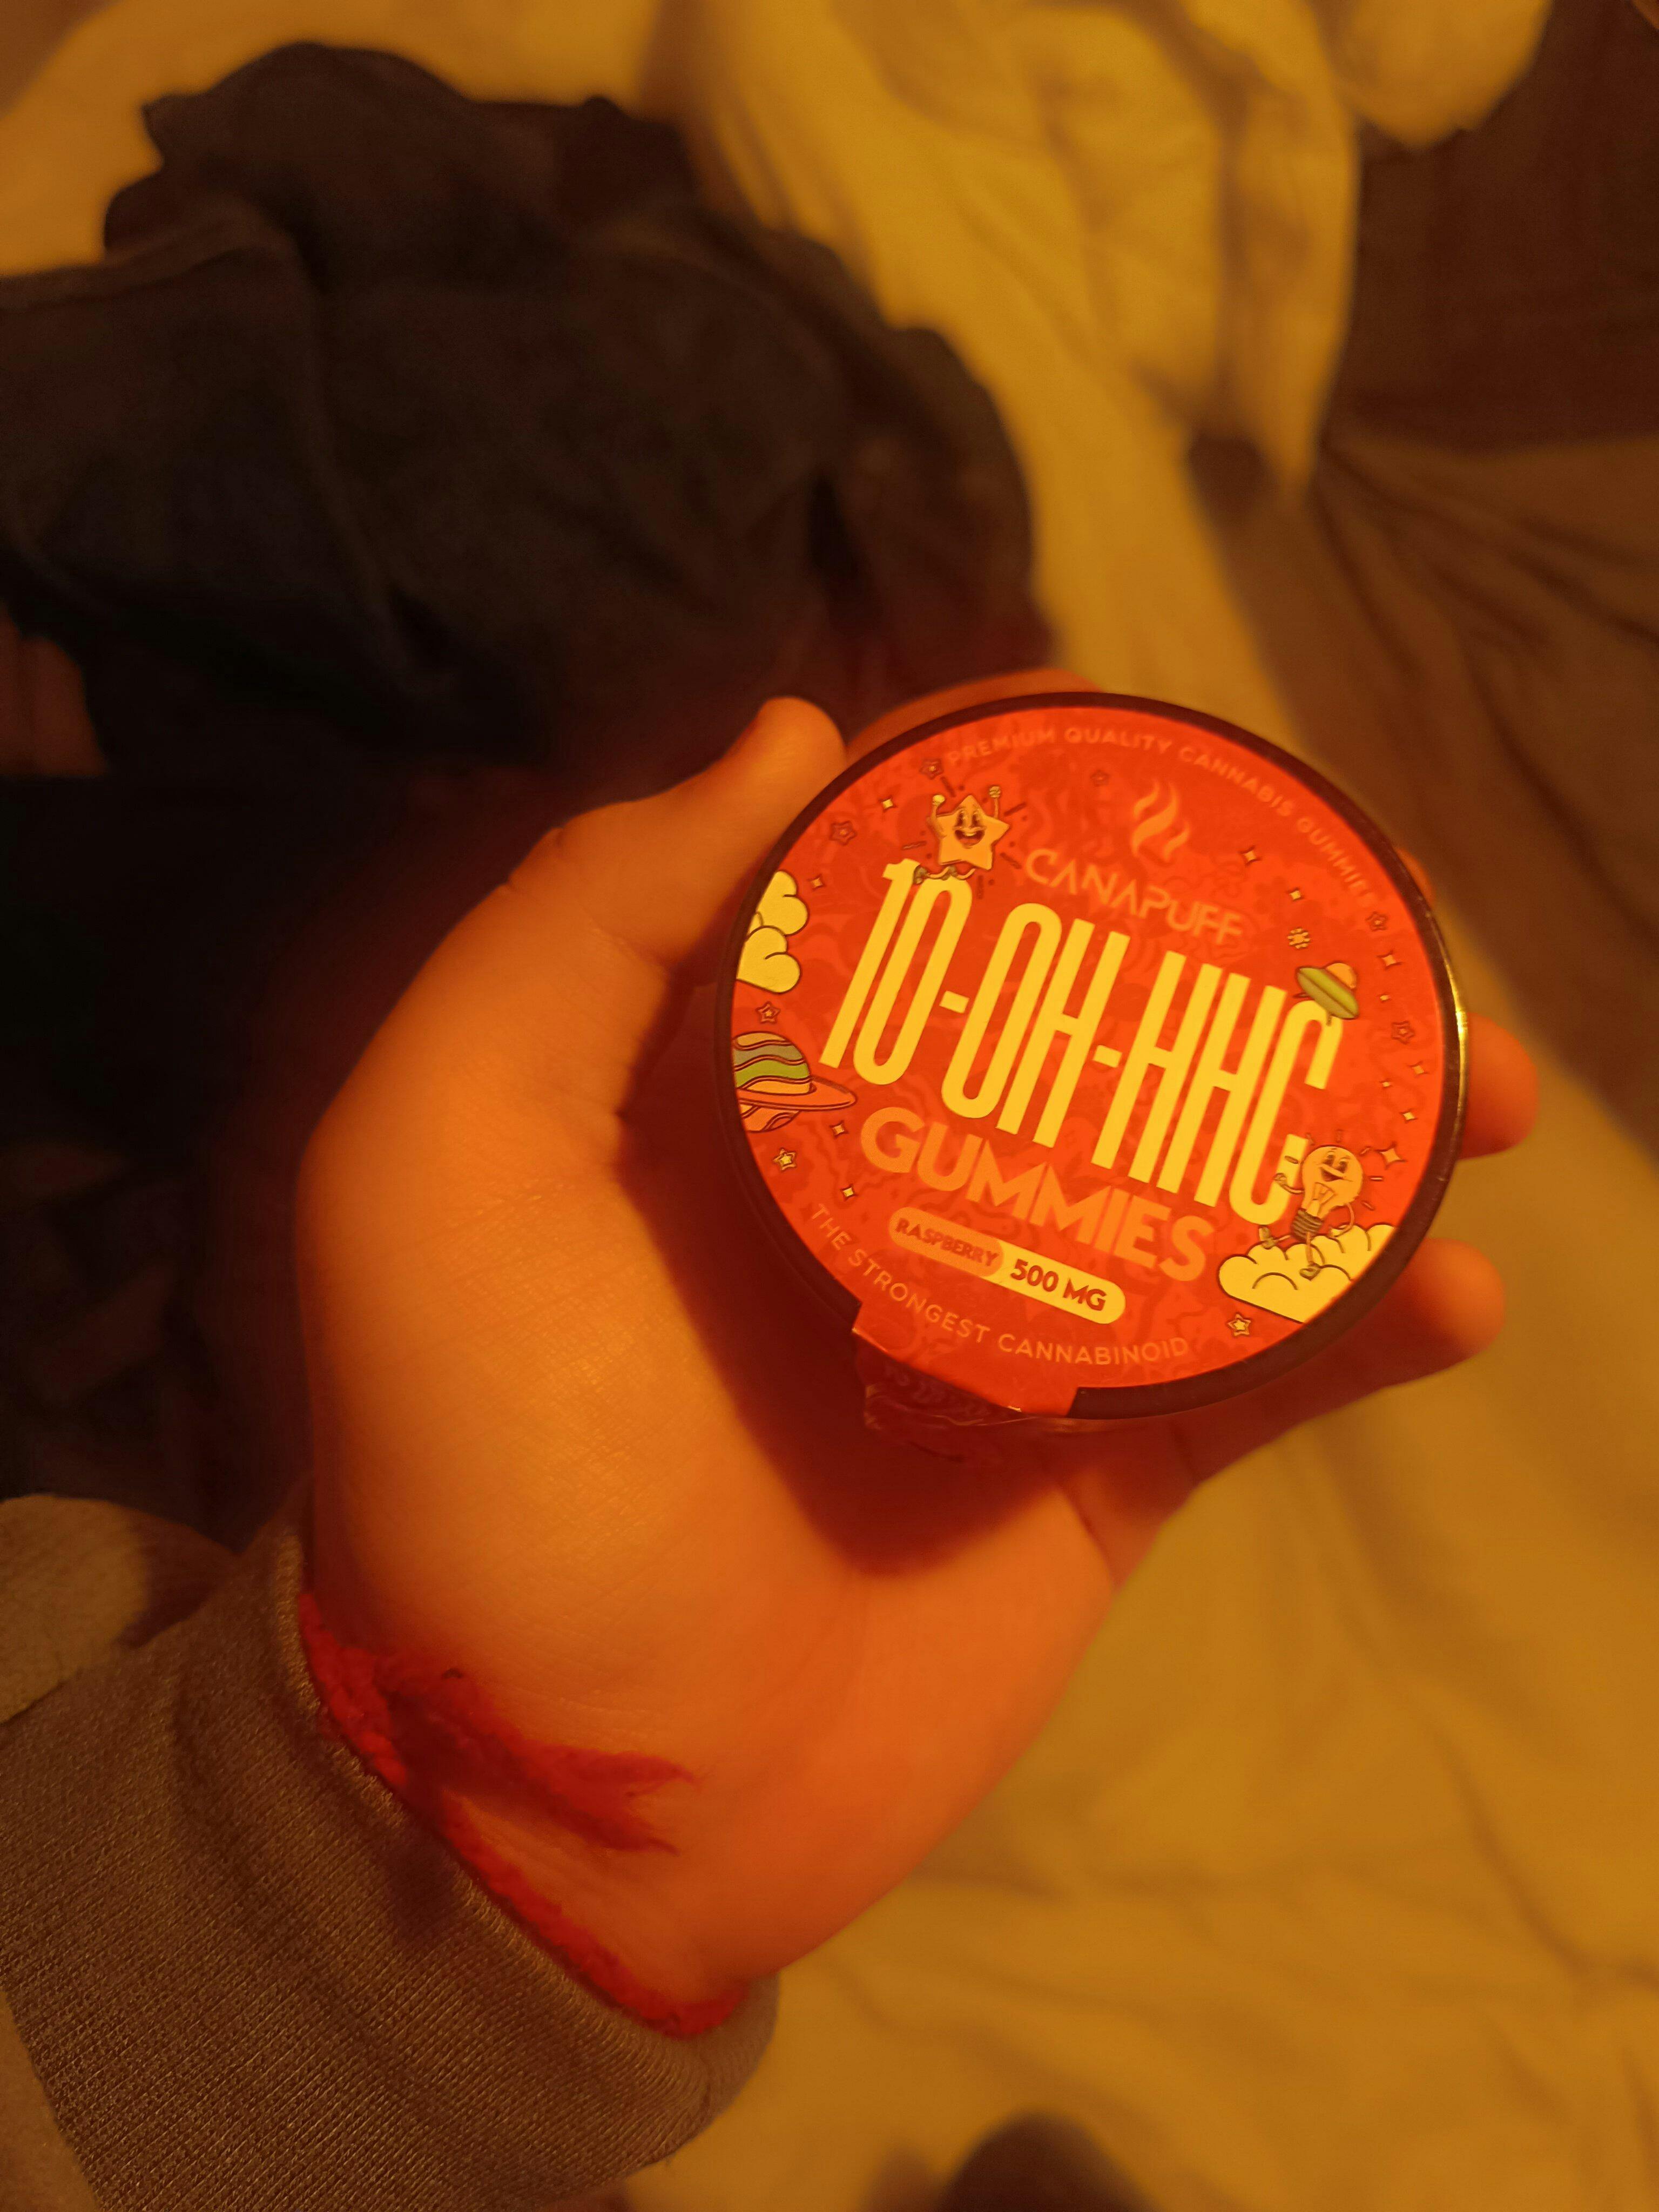 PREMIUM QUALITY CANNABIS GUMMIES
CANAPUFF
10-OH-HHC
GUMMIES
RASPBERRY 500 MG
THE STRONGEST CANNABINOID